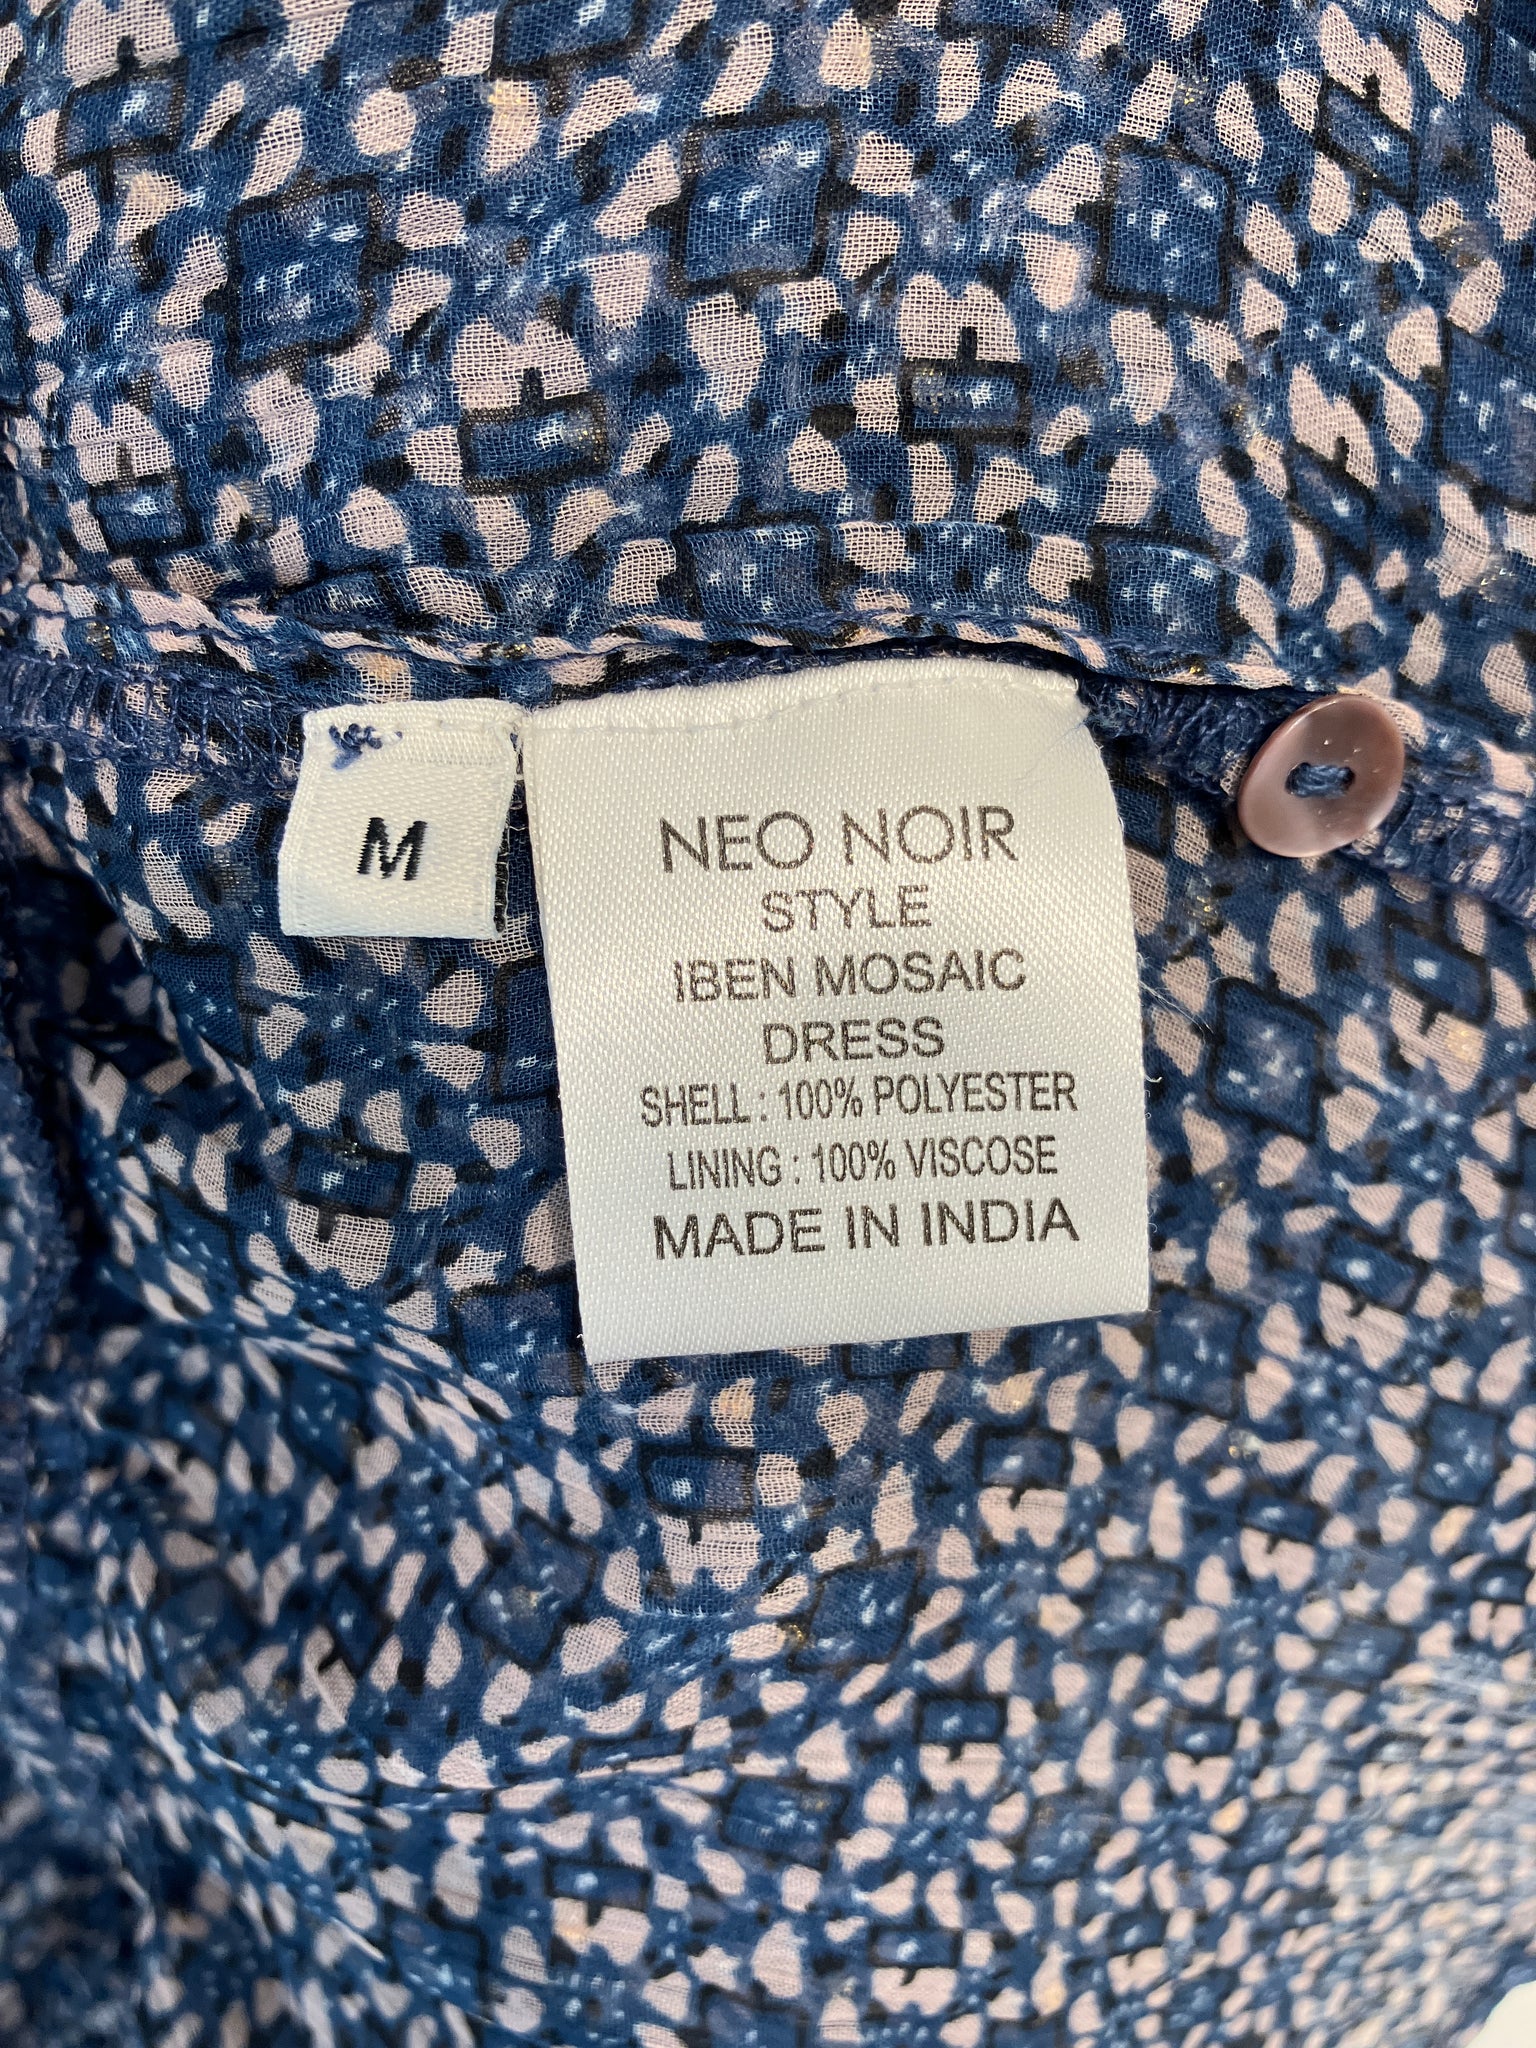 M
NEO NOIR
STYLE
IBEN MOSAIC
DRESS
SHELL : 100% POLYESTER
LINING : 100% VISCOSE
MADE IN INDIA